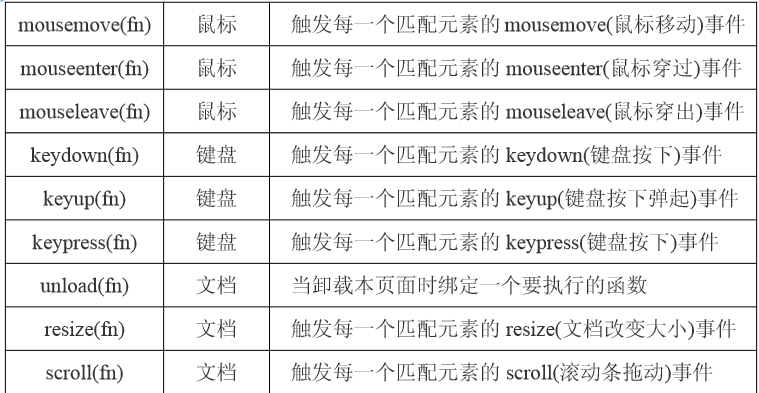 mousemove(fn) 鼠标 触发每一个匹配元素的 mousemove(鼠标移动)事件
mouseenter(fn) 鼠标 触发每一个匹配元素的 mouseenter(鼠标穿过)事件
mouseleave(fn) 鼠标 触发每一个匹配元素的 mouseleave(鼠标穿出)事件
keydown(fn) 键盘 触发每一个匹配元素的 keydown(键盘按下)事件
keyup(fn) 键盘 触发每一个匹配元素的 keyup(键盘按下弹起)事件
keypress(fn) 键盘 触发每一个匹配元素的 keypress(键盘按下)事件
unload(fn) 文档 当卸载本页面时绑定一个要执行的函数
resize(fn) 文档 触发每一个匹配元素的 resize(文档改变大小)事件
scroll(fn) 文档 触发每一个匹配元素的 scroll(滚动条拖动)事件